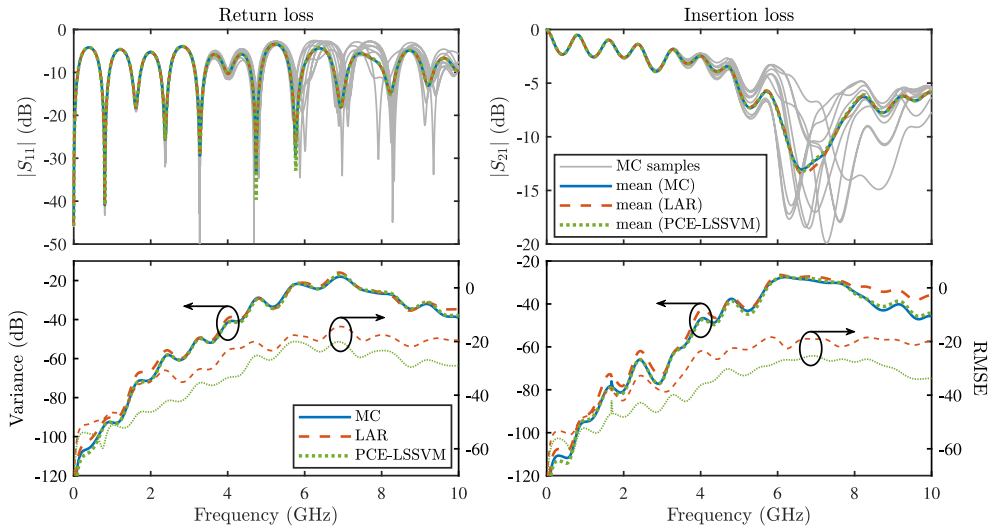 Return loss
0
-10
-20
-30
-40
-50
|S11| (dB)
Insertion loss
0
-5
-10
-15
-20
|S21| (dB)
MC samples
mean (MC)
mean (LAR)
mean (PCE-LSSVM)
-20
-40
-60
-80
-100
-120
Variance (dB)
0
-20
-40
-60
MC
LAR
PCE-LSSVM
0 2 4 6 8 10
Frequency (GHz)
-20
-40
-60
-80
-100
-120
0
-20
-40
-60
RMSE
0 2 4 6 8 10
Frequency (GHz)